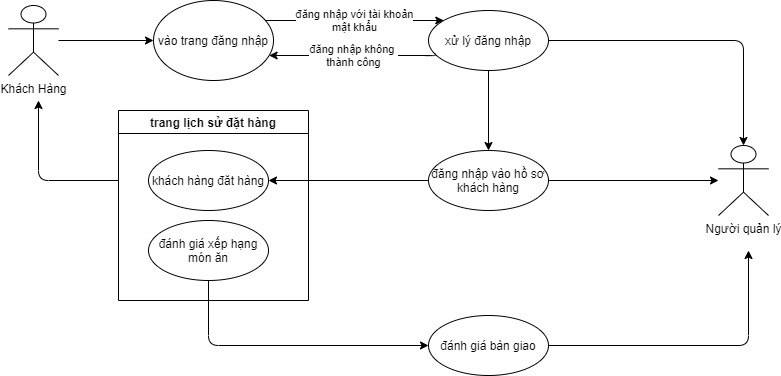 đăng nhập với tài khoản
mật khẩu
vào trang đăng nhập
xử lý đăng nhập
đăng nhập không
thành công
Khách Hàng
trang lịch sử đặt hàng
khách hàng đăt hàng
đăng nhập vào hồ sơ
khách hàng
Người quản lý
đánh giá xếp hạng
món ăn
đánh giá bàn giao